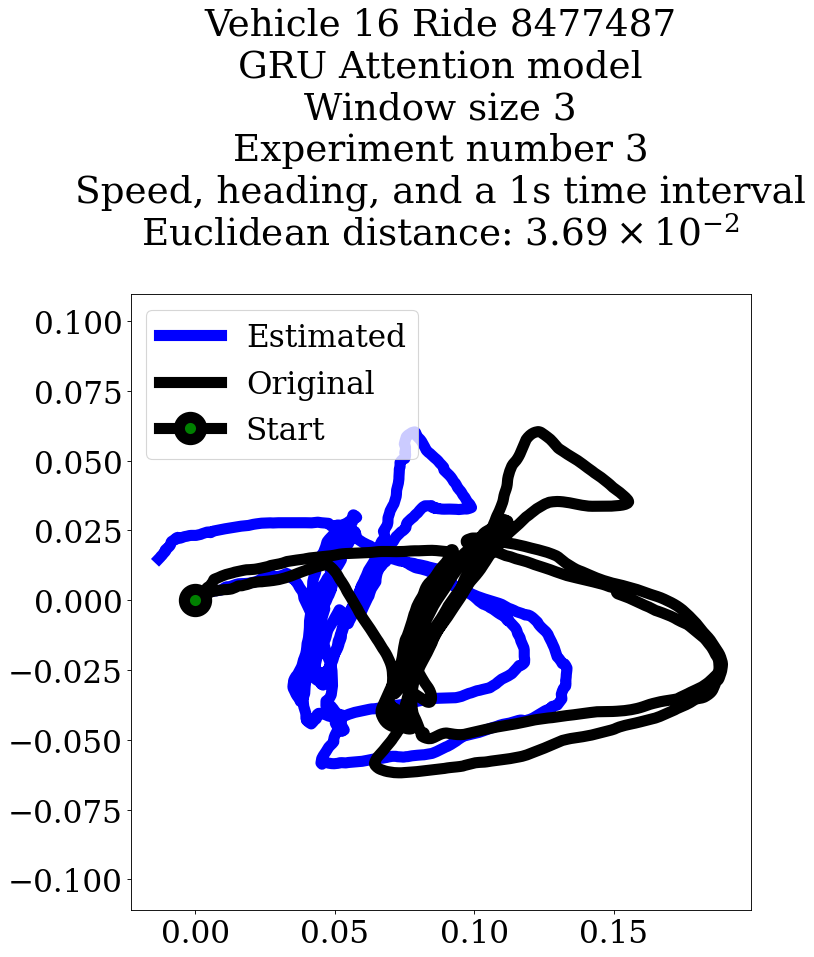 Vehicle 16 Ride 8477487
GRU Attention model
Window size 3
Experiment number 3
Speed, heading, and a 1s time interval
Euclidean distance: 3.69 × 10⁻²
Estimated
Original
Start
0.100
0.075
0.050
0.025
0.000
−0.025
−0.050
−0.075
−0.100
0.00 0.05 0.10 0.15